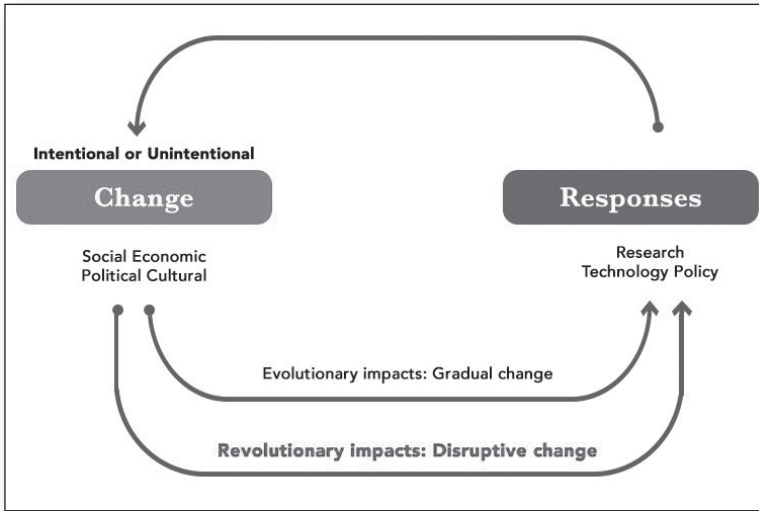 Intentional or Unintentional
Change
Responses
Social Economic
Political Cultural
Research
Technology Policy
Evolutionary impacts: Gradual change
Revolutionary impacts: Disruptive change